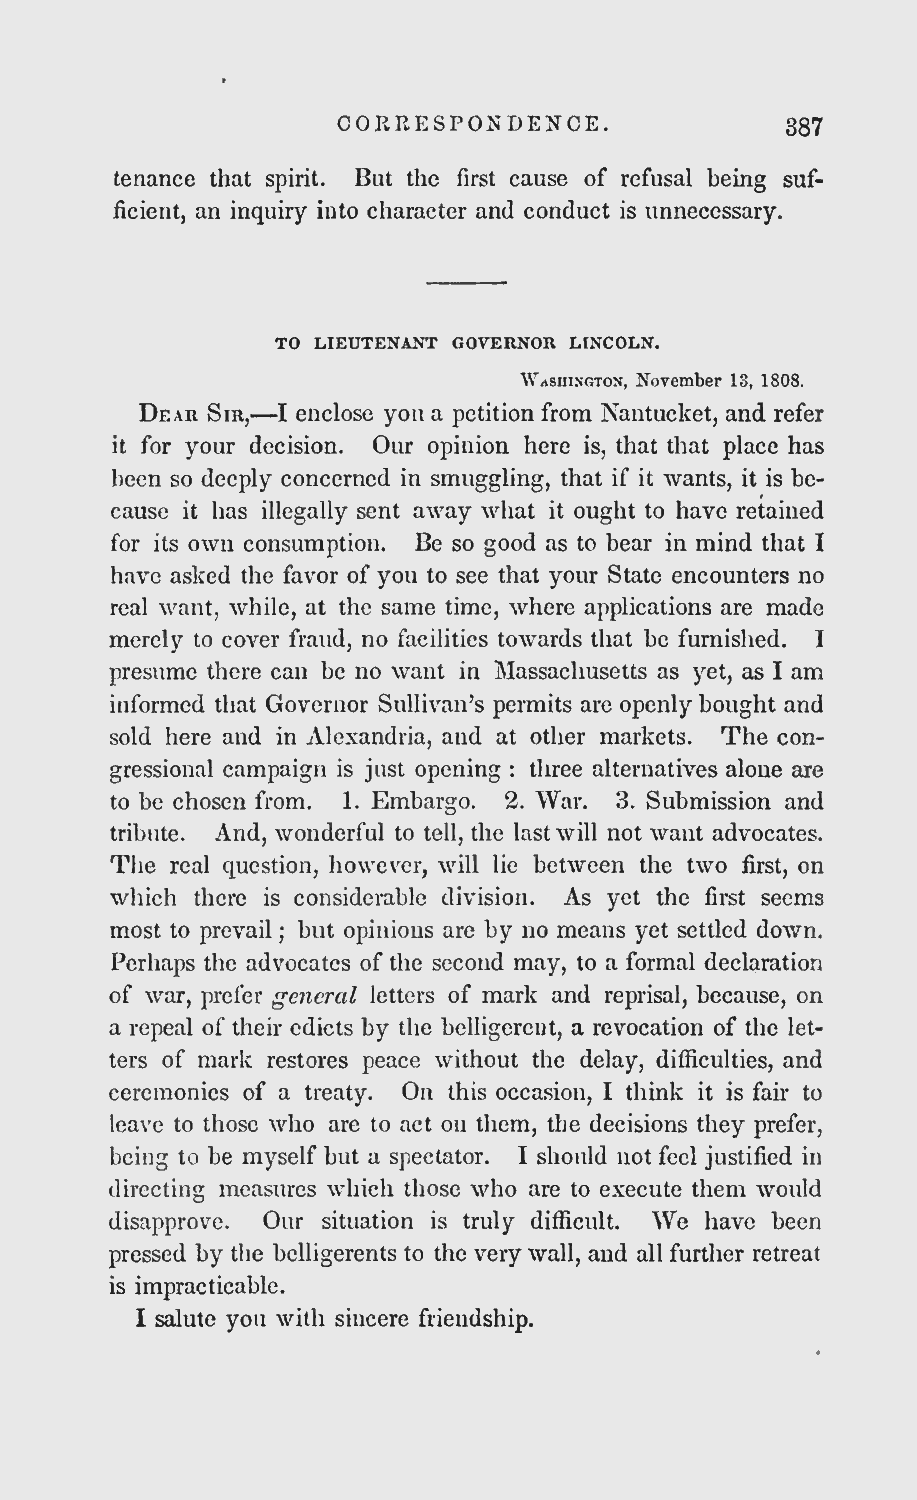 CORRESPONDENCE. 387
tenance that spirit. But the first cause of refusal being suf-
ficient, an inquiry into character and conduct is unnecessary.
TO LIEUTENANT GOVERNOR LINCOLN.
Washington, November 13, 1808.
Dear Sir,—I enclose you a petition from Nantucket, and refer
it for your decision. Our opinion here is, that that place has
been so deeply concerned in smuggling, that if it wants, it is be-
cause it has illegally sent away what it ought to have retained
for its own consumption. Be so good as to bear in mind that I
have asked the favor of you to see that your State encounters no
real want, while, at the same time, where applications are made
merely to cover fraud, no facilities towards that be furnished. I
presume there can be no want in Massachusetts as yet, as I am
informed that Governor Sullivan's permits are openly bought and
sold here and in Alexandria, and at other markets. The con-
gressional campaign is just opening : three alternatives alone are
to be chosen from. 1. Embargo. 2. War. 3. Submission and
tribute. And, wonderful to tell, the last will not want advocates.
The real question, however, will lie between the two first, on
which there is considerable division. As yet the first seems
most to prevail ; but opinions are by no means yet settled down.
Perhaps the advocates of the second may, to a formal declaration
of war, prefer general letters of mark and reprisal, because, on
a repeal of their edicts by the belligerent, a revocation of the let-
ters of mark restores peace without the delay, difficulties, and
ceremonies of a treaty. On this occasion, I think it is fair to
leave to those who are to act on them, the decisions they prefer,
being to be myself but a spectator. I should not feel justified in
directing measures which those who are to execute them would
disapprove. Our situation is truly difficult. We have been
pressed by the belligerents to the very wall, and all further retreat
is impracticable.
I salute you with sincere friendship.